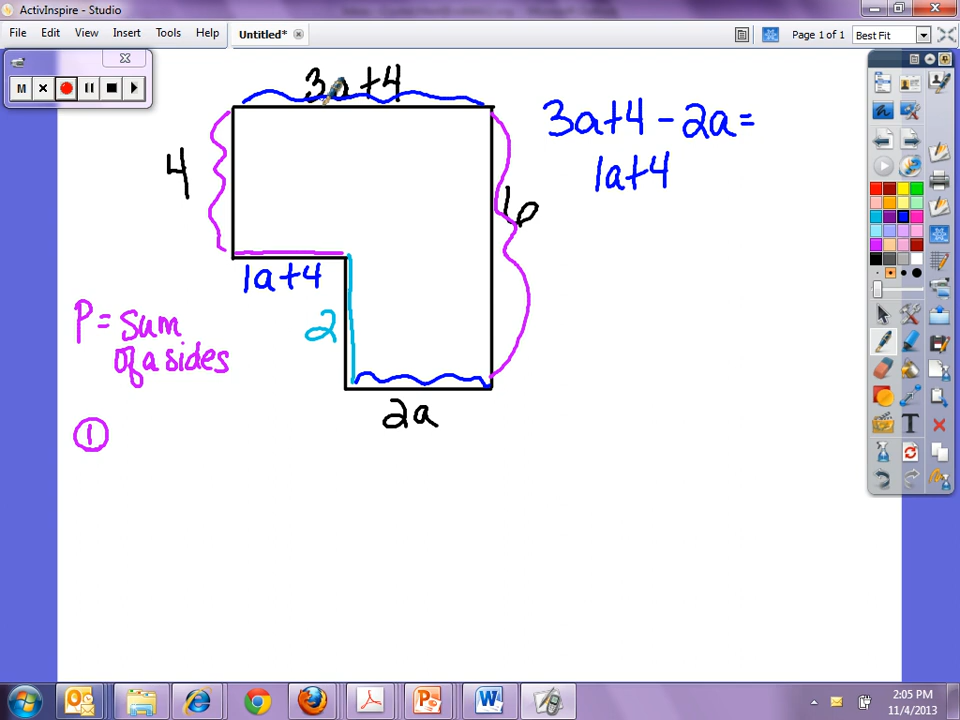 ActivInspire - Studio
File Edit View Insert Tools Help Untitled* Page 1 of 1 Best Fit
M
3a+4
3a+4 - 2a =
1a+4
4
6
1a+4
P = sum
of a sides
2
2a
1
T
W
2:05 PM
11/4/2013